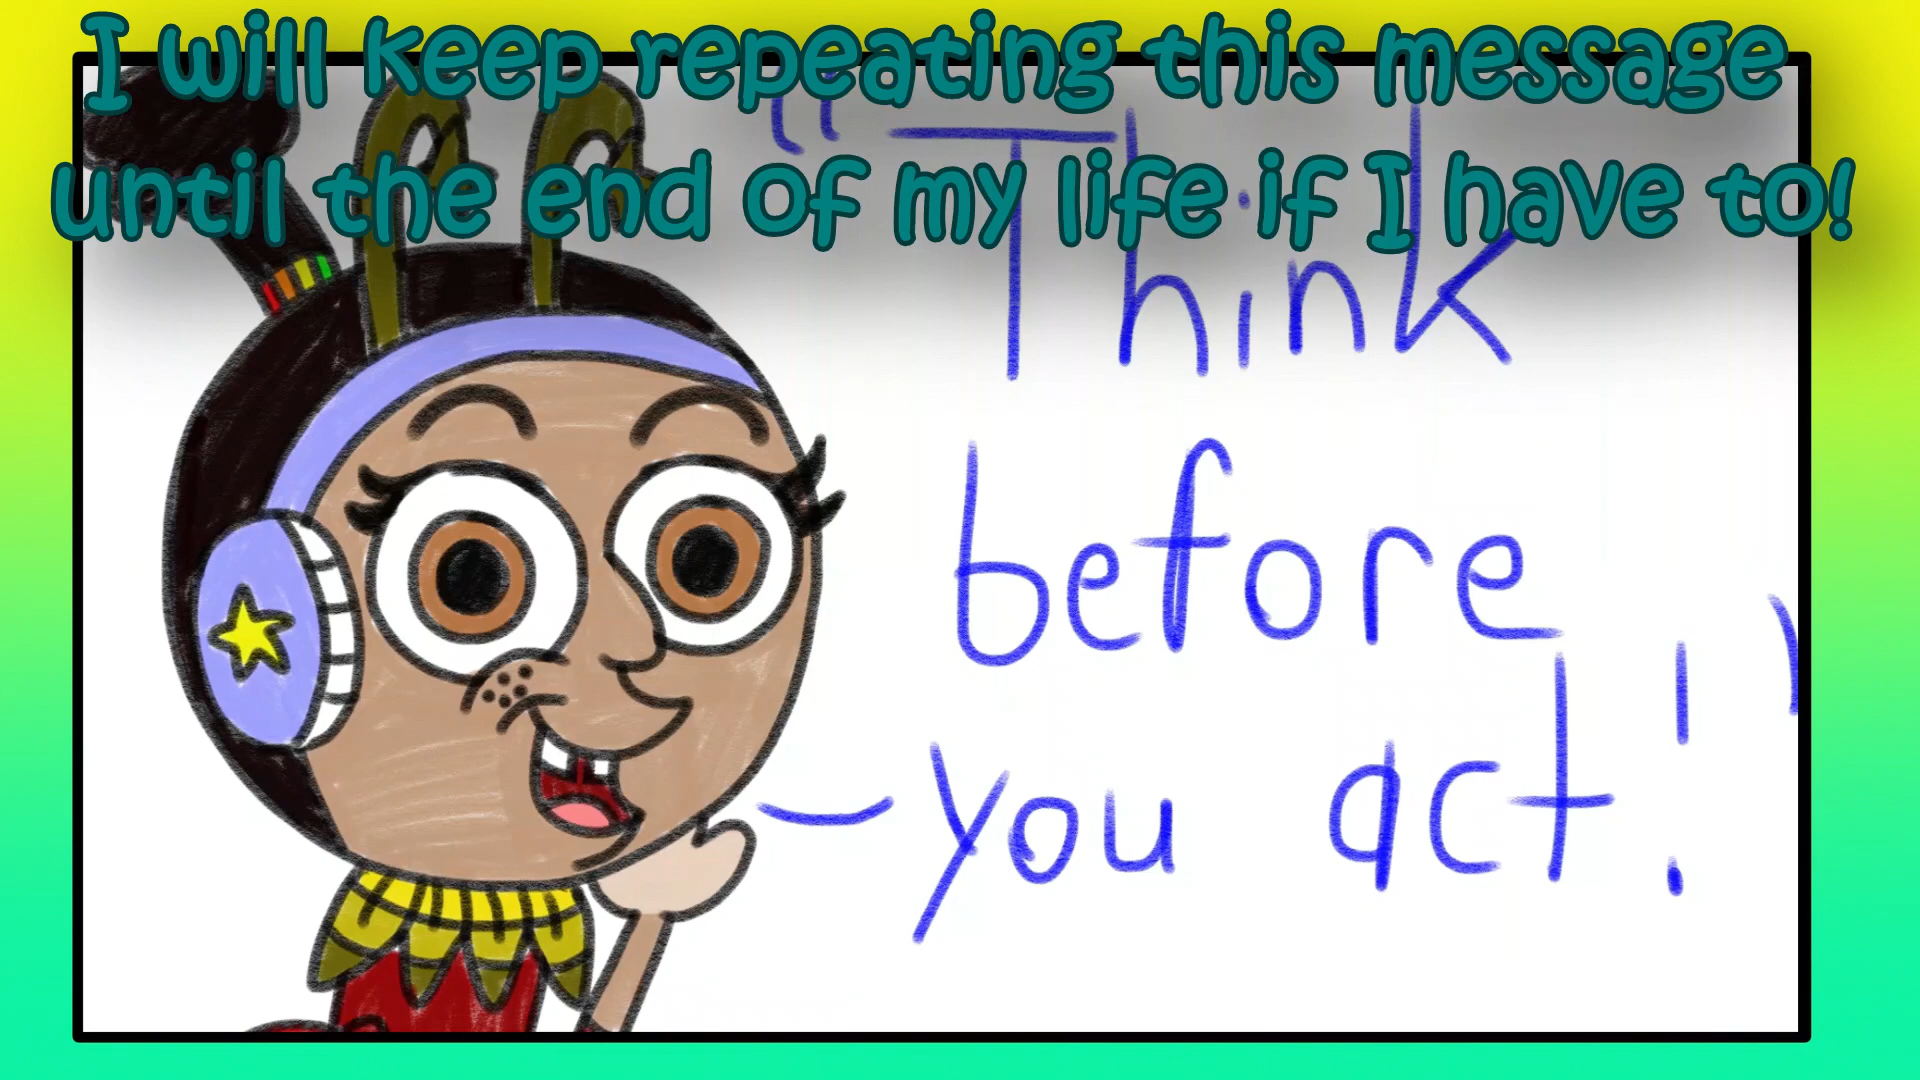 I will keep repeating this message
until the end of my life if I have to!
"Think
before
you act!"